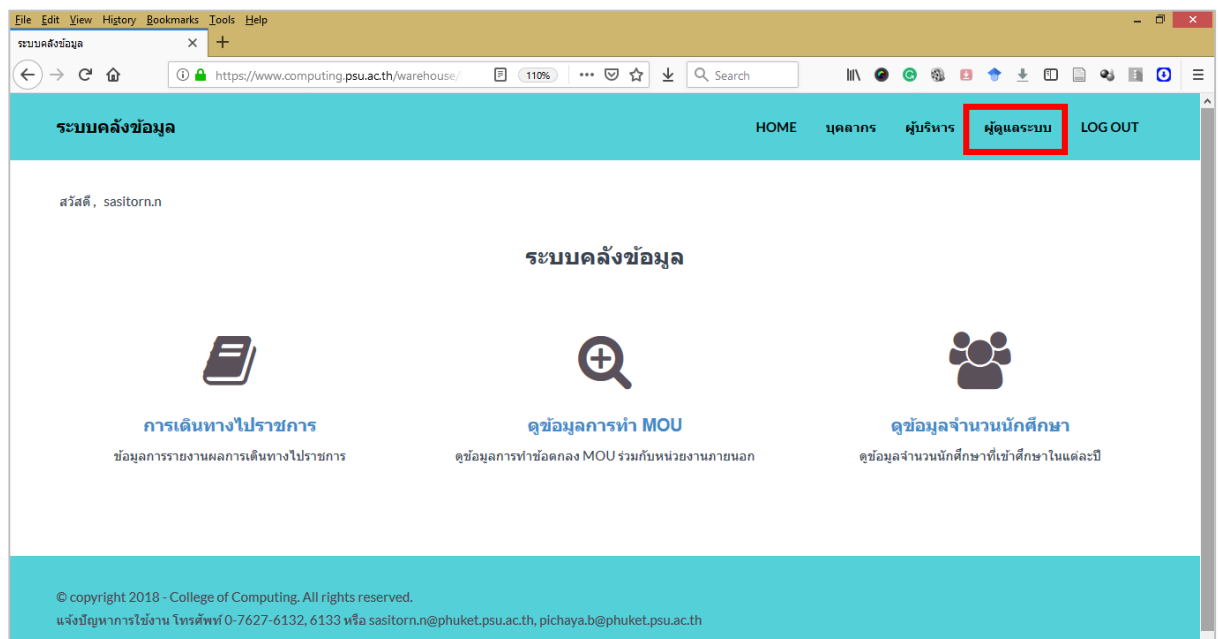 File Edit View History Bookmarks Tools Help
ระบบคลังข้อมูล
https://www.computing.psu.ac.th/warehouse/ 110% Search
ระบบคลังข้อมูล HOME บุคลากร ผู้บริหาร ผู้ดูแลระบบ LOG OUT
สวัสดี , sasitorn.n
ระบบคลังข้อมูล
การเดินทางไปราชการ ดูข้อมูลการทำ MOU ดูข้อมูลจำนวนนักศึกษา
ข้อมูลการรายงานผลการเดินทางไปราชการ ดูข้อมูลการทำข้อตกลง MOU ร่วมกับหน่วยงานภายนอก ดูข้อมูลจำนวนนักศึกษาที่เข้าศึกษาในแต่ละปี
© copyright 2018 - College of Computing. All rights reserved.
แจ้งปัญหาการใช้งาน โทรศัพท์ 0-7627-6132, 6133 หรือ sasitorn.n@phuket.psu.ac.th, pichaya.b@phuket.psu.ac.th